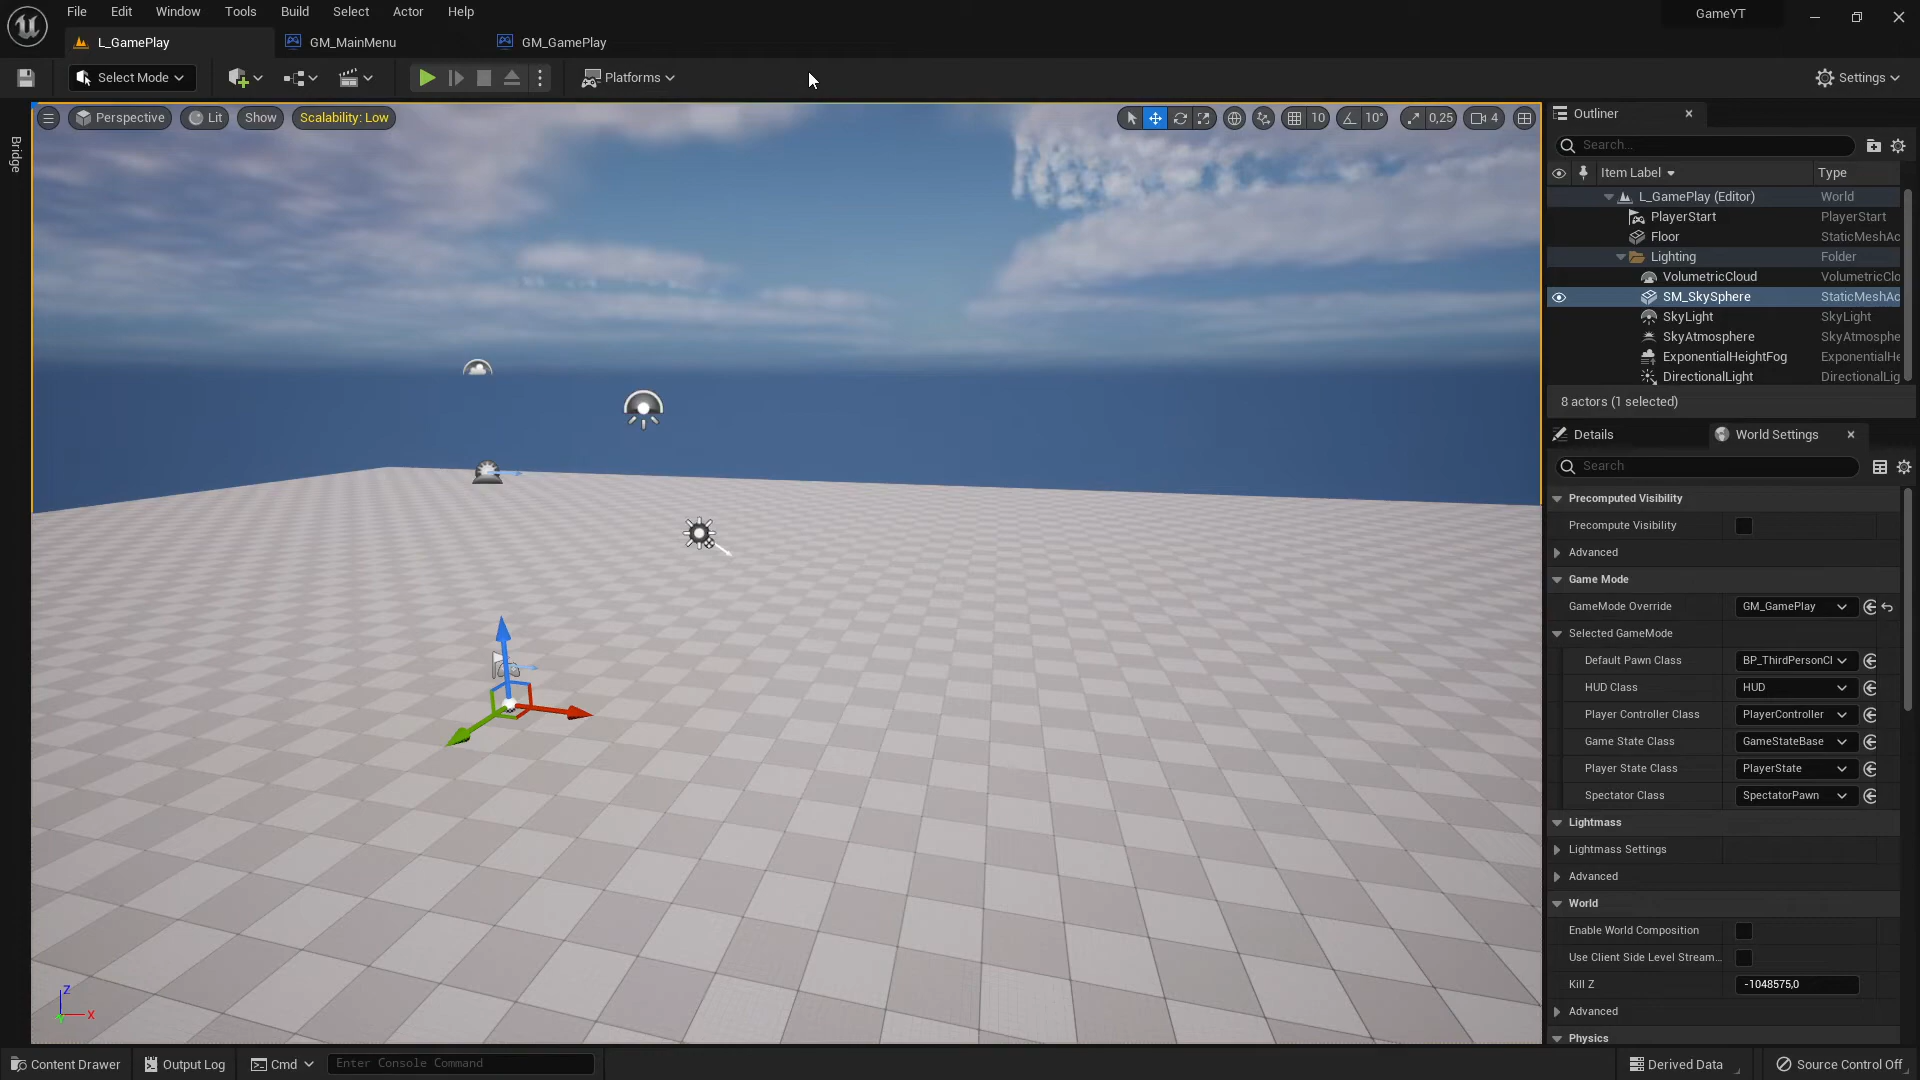 File Edit Window Tools Build Select Actor Help
GameYT
L_GamePlay
GM_MainMenu
GM_GamePlay
Select Mode
Platforms
Settings
Bridge
Perspective
Lit
Show
Scalability: Low
10
10°
0,25
4
Outliner
Search...
Item Label
Type
L_GamePlay (Editor) World
PlayerStart PlayerStart
Floor StaticMeshAc
Lighting Folder
VolumetricCloud VolumetricClo
SM_SkySphere StaticMeshAc
SkyLight SkyLight
SkyAtmosphere SkyAtmosphe
ExponentialHeightFog ExponentialHe
DirectionalLight DirectionalLig
8 actors (1 selected)
Details
World Settings
Search
Precomputed Visibility
Precompute Visibility
Advanced
Game Mode
GameMode Override GM_GamePlay
Selected GameMode
Default Pawn Class BP_ThirdPersonCl
HUD Class HUD
Player Controller Class PlayerController
Game State Class GameStateBase
Player State Class PlayerState
Spectator Class SpectatorPawn
Lightmass
Lightmass Settings
Advanced
World
Enable World Composition
Use Client Side Level Stream...
Kill Z -1048575,0
Advanced
Physics
Z
X
Content Drawer
Output Log
Cmd
Enter Console Command
Derived Data
Source Control Off